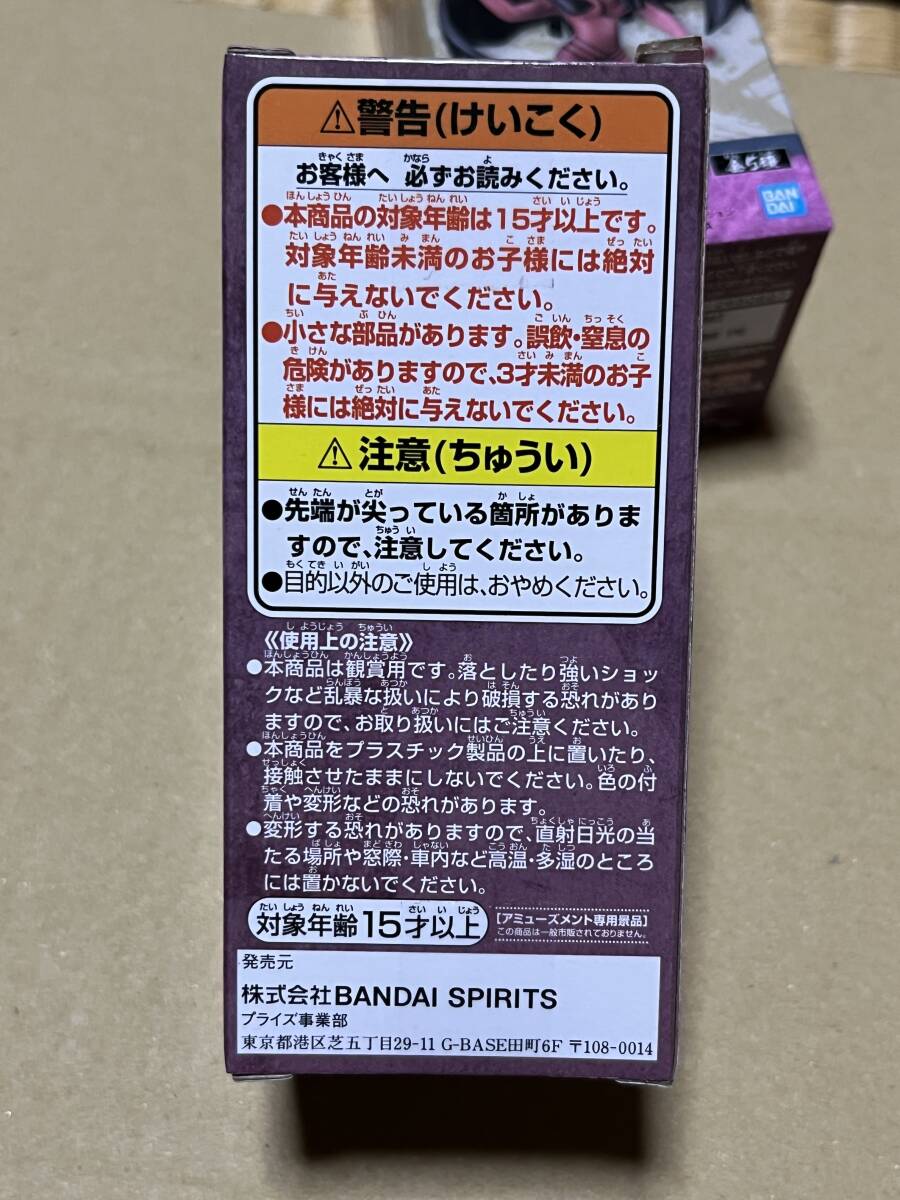 ⚠警告(けいこく)
お客様へ 必ずお読みください。
●本商品の対象年齢は15才以上です。
対象年齢未満のお子様には絶対
に与えないでください。
●小さな部品があります。誤飲・窒息の
危険がありますので、3才未満のお子
様には絶対に与えないでください。
⚠注意(ちゅうい)
●先端が尖っている箇所がありま
すので、注意してください。
●目的以外のご使用は、おやめください。
《使用上の注意》
●本商品は観賞用です。落としたり強いショッ
クなど乱暴な扱いにより破損する恐れがあり
ますので、お取り扱いにはご注意ください。
●本商品をプラスチック製品の上に置いたり、
接触させたままにしないでください。色の付
着や変形などの恐れがあります。
●変形する恐れがありますので、直射日光の当
たる場所や窓際・車内など高温・多湿のところ
には置かないでください。
対象年齢15才以上
[アミューズメント専用景品]
この商品は一般市販されておりません。
発売元
株式会社BANDAI SPIRITS
プライズ事業部
東京都港区芝五丁目29-11 G-BASE田町6F 〒108-0014
BAN
DAI